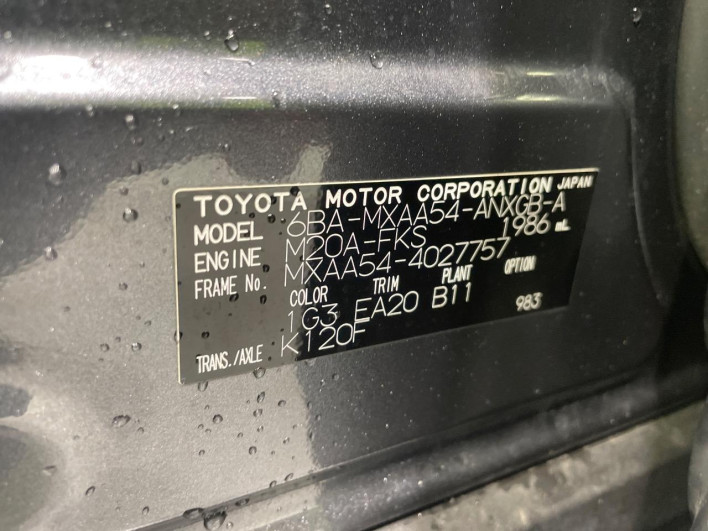 TOYOTA MOTOR CORPORATION JAPAN
MODEL 6BA-MXAA54-ANXGB-A
ENGINE M20A-FKS 1986 mL
FRAME No. MXAA54-4027757
COLOR TRIM PLANT OPTION
1G3 EA20 B11 983
TRANS./AXLE K120F